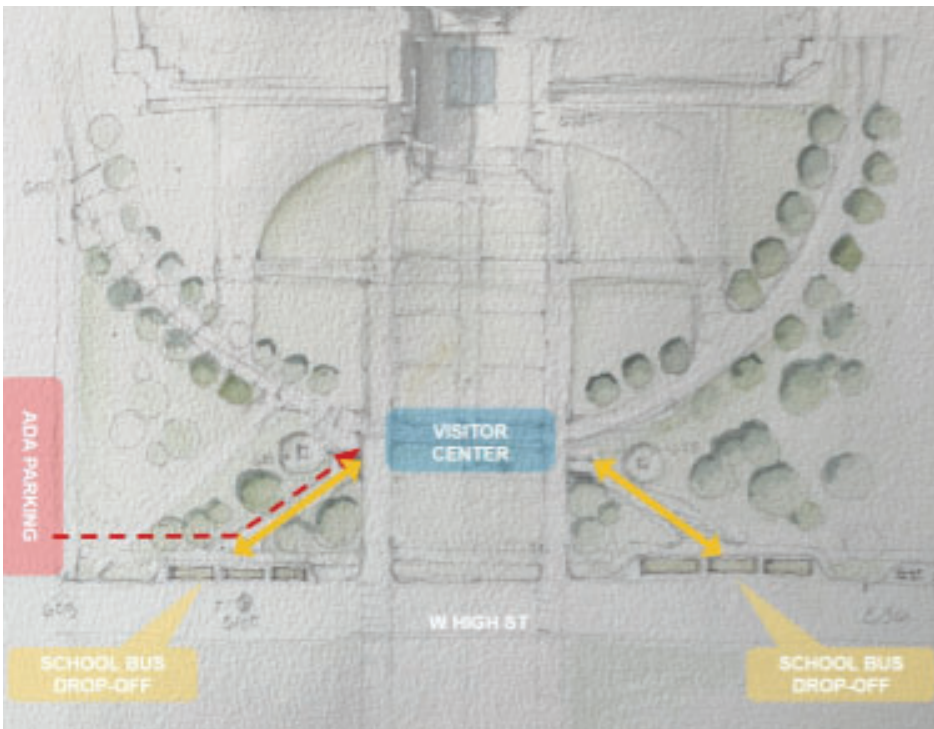 VISITOR
CENTER
ADA PARKING
W HIGH ST
SCHOOL BUS
DROP-OFF
SCHOOL BUS
DROP-OFF